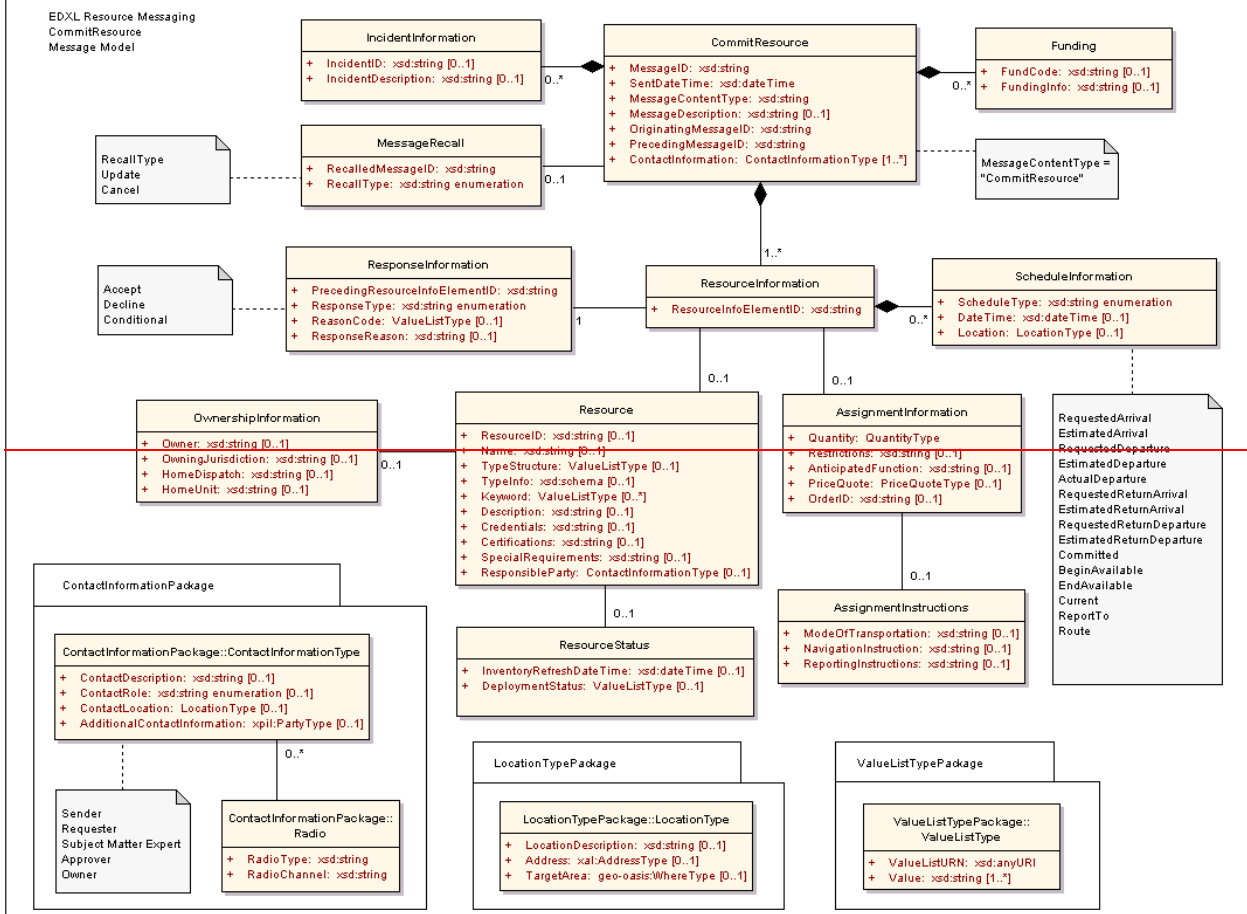 EDXL Resource Messaging
CommitResource
Message Model
IncidentInformation
+ IncidentID: xsd:string [0..1]
+ IncidentDescription: xsd:string [0..1]
0..*
CommitResource
+ MessageID: xsd:string
+ SentDateTime: xsd:dateTime
+ MessageContentType: xsd:string
+ MessageDescription: xsd:string [0..1]
+ OriginatingMessageID: xsd:string
+ PrecedingMessageID: xsd:string
+ ContactInformation: ContactInformationType [1..*]
Funding
+ FundCode: xsd:string [0..1]
+ FundingInfo: xsd:string [0..1]
0..*
RecallType
Update
Cancel
MessageRecall
+ RecalledMessageID: xsd:string
+ RecallType: xsd:string enumeration
0..1
MessageContentType =
"CommitResource"
1..*
Accept
Decline
Conditional
ResponseInformation
+ PrecedingResourceInfoElementID: xsd:string
+ ResponseType: xsd:string enumeration
+ ReasonCode: ValueListType [0..1]
+ ResponseReason: xsd:string [0..1]
1
ResourceInformation
+ ResourceInfoElementID: xsd:string
0..*
ScheduleInformation
+ ScheduleType: xsd:string enumeration
+ DateTime: xsd:dateTime [0..1]
+ Location: LocationType [0..1]
0..1
0..1
OwnershipInformation
+ Owner: xsd:string [0..1]
+ OwningJurisdiction: xsd:string [0..1]
+ HomeDispatch: xsd:string [0..1]
+ HomeUnit: xsd:string [0..1]
0..1
Resource
+ ResourceID: xsd:string [0..1]
+ Name: xsd:string [0..1]
+ TypeStructure: ValueListType [0..1]
+ TypeInfo: xsd:schema [0..1]
+ Keyword: ValueListType [0..*]
+ Description: xsd:string [0..1]
+ Credentials: xsd:string [0..1]
+ Certifications: xsd:string [0..1]
+ SpecialRequirements: xsd:string [0..1]
+ ResponsibleParty: ContactInformationType [0..1]
AssignmentInformation
+ Quantity: QuantityType
+ Restrictions: xsd:string [0..1]
+ AnticipatedFunction: xsd:string [0..1]
+ PriceQuote: PriceQuoteType [0..1]
+ OrderID: xsd:string [0..1]
RequestedArrival
EstimatedArrival
RequestedDeparture
EstimatedDeparture
ActualDeparture
RequestedReturnArrival
EstimatedReturnArrival
RequestedReturnDeparture
EstimatedReturnDeparture
Committed
BeginAvailable
EndAvailable
Current
ReportTo
Route
0..1
0..1
AssignmentInstructions
+ ModeOfTransportation: xsd:string [0..1]
+ NavigationInstruction: xsd:string [0..1]
+ ReportingInstructions: xsd:string [0..1]
ResourceStatus
+ InventoryRefreshDateTime: xsd:dateTime [0..1]
+ DeploymentStatus: ValueListType [0..1]
ContactInformationPackage
ContactInformationPackage::ContactInformationType
+ ContactDescription: xsd:string [0..1]
+ ContactRole: xsd:string enumeration [0..1]
+ ContactLocation: LocationType [0..1]
+ AdditionalContactInformation: xpil:PartyType [0..1]
0..*
Sender
Requester
Subject Matter Expert
Approver
Owner
ContactInformationPackage::
Radio
+ RadioType: xsd:string
+ RadioChannel: xsd:string
LocationTypePackage
LocationTypePackage::LocationType
+ LocationDescription: xsd:string [0..1]
+ Address: xal:AddressType [0..1]
+ TargetArea: geo-oasis:WhereType [0..1]
ValueListTypePackage
ValueListTypePackage::
ValueListType
+ ValueListURN: xsd:anyURI
+ Value: xsd:string [1..*]